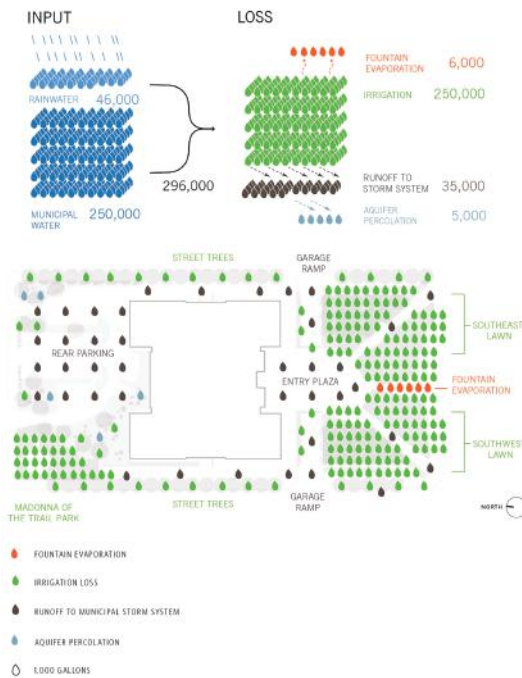 INPUT
RAINWATER 46,000
296,000
MUNICIPAL WATER 250,000
LOSS
FOUNTAIN EVAPORATION 6,000
IRRIGATION 250,000
RUNOFF TO STORM SYSTEM 35,000
AQUIFER PERCOLATION 5,000
STREET TREES
GARAGE RAMP
REAR PARKING
ENTRY PLAZA
SOUTHEAST LAWN
FOUNTAIN EVAPORATION
SOUTHWEST LAWN
MADONNA OF THE TRAIL PARK
STREET TREES
GARAGE RAMP
NORTH
FOUNTAIN EVAPORATION
IRRIGATION LOSS
RUNOFF TO MUNICIPAL STORM SYSTEM
AQUIFER PERCOLATION
1,000 GALLONS